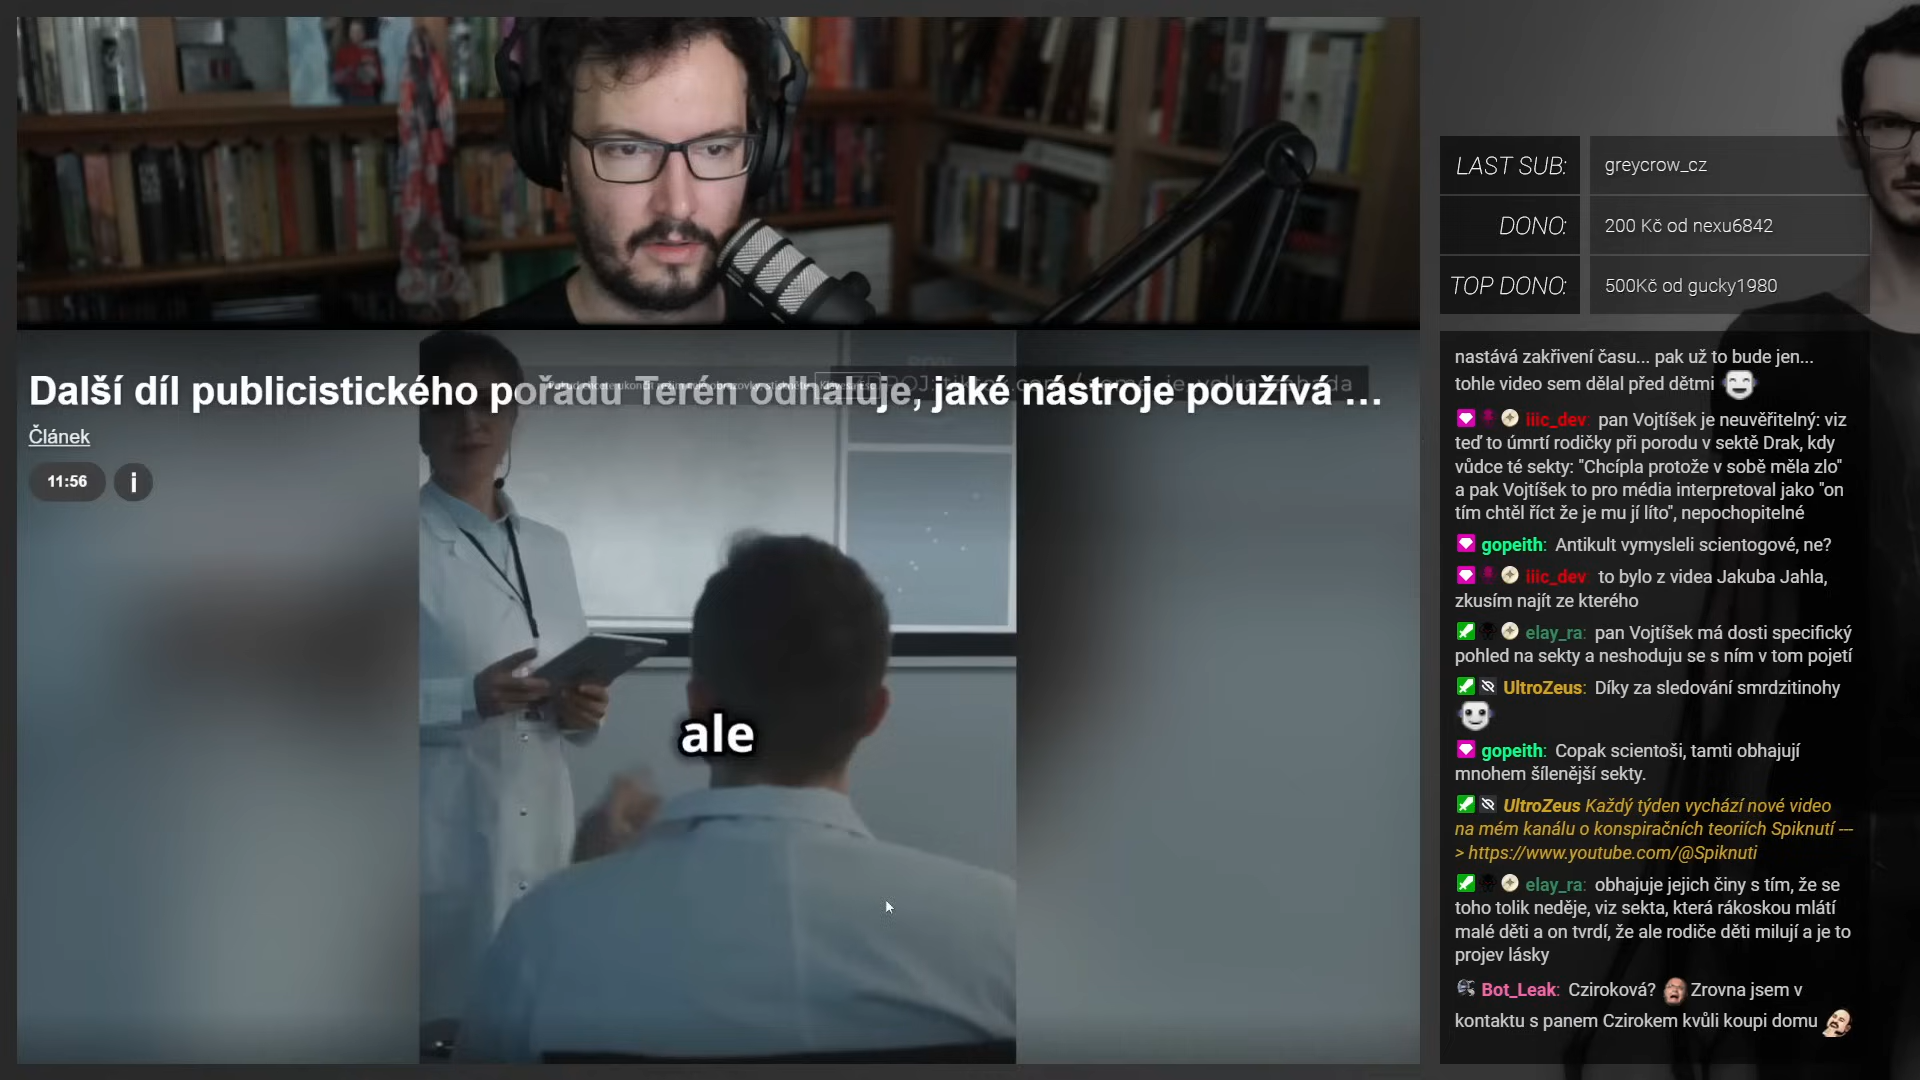 LAST SUB:
greycrow_cz
DONO:
200 Kč od nexu6842
TOP DONO:
500Kč od gucky1980
Další díl publicistického pořadu Terén odhaluje, jaké nástroje používá ...
Článek
11:56
i
ale
nastává zakřivení času... pak už to bude jen...
tohle video sem dělal před dětmi
iiic_dev: pan Vojtíšek je neuvěřitelný: viz
teď to úmrtí rodičky při porodu v sektě Drak, kdy
vůdce té sekty: "Chcípla protože v sobě měla zlo"
a pak Vojtíšek to pro média interpretoval jako "on
tím chtěl říct že je mu jí líto", nepochopitelné
gopeith: Antikult vymysleli scientogové, ne?
iiic_dev: to bylo z videa Jakuba Jahla,
zkusím najít ze kterého
elay_ra: pan Vojtíšek má dosti specifický
pohled na sekty a neshoduju se s ním v tom pojetí
UltroZeus: Díky za sledování smrdzitinohy
gopeith: Copak scientoši, tamti obhajují
mnohem šílenější sekty.
UltroZeus Každý týden vychází nové video
na mém kanálu o konspiračních teoriích Spiknutí ---
> https://www.youtube.com/@Spiknuti
elay_ra: obhajuje jejich činy s tím, že se
toho tolik neděje, viz sekta, která rákoskou mlátí
malé děti a on tvrdí, že ale rodiče děti milují a je to
projev lásky
Bot_Leak: Cziroková? Zrovna jsem v
kontaktu s panem Czirokem kvůli koupi domu